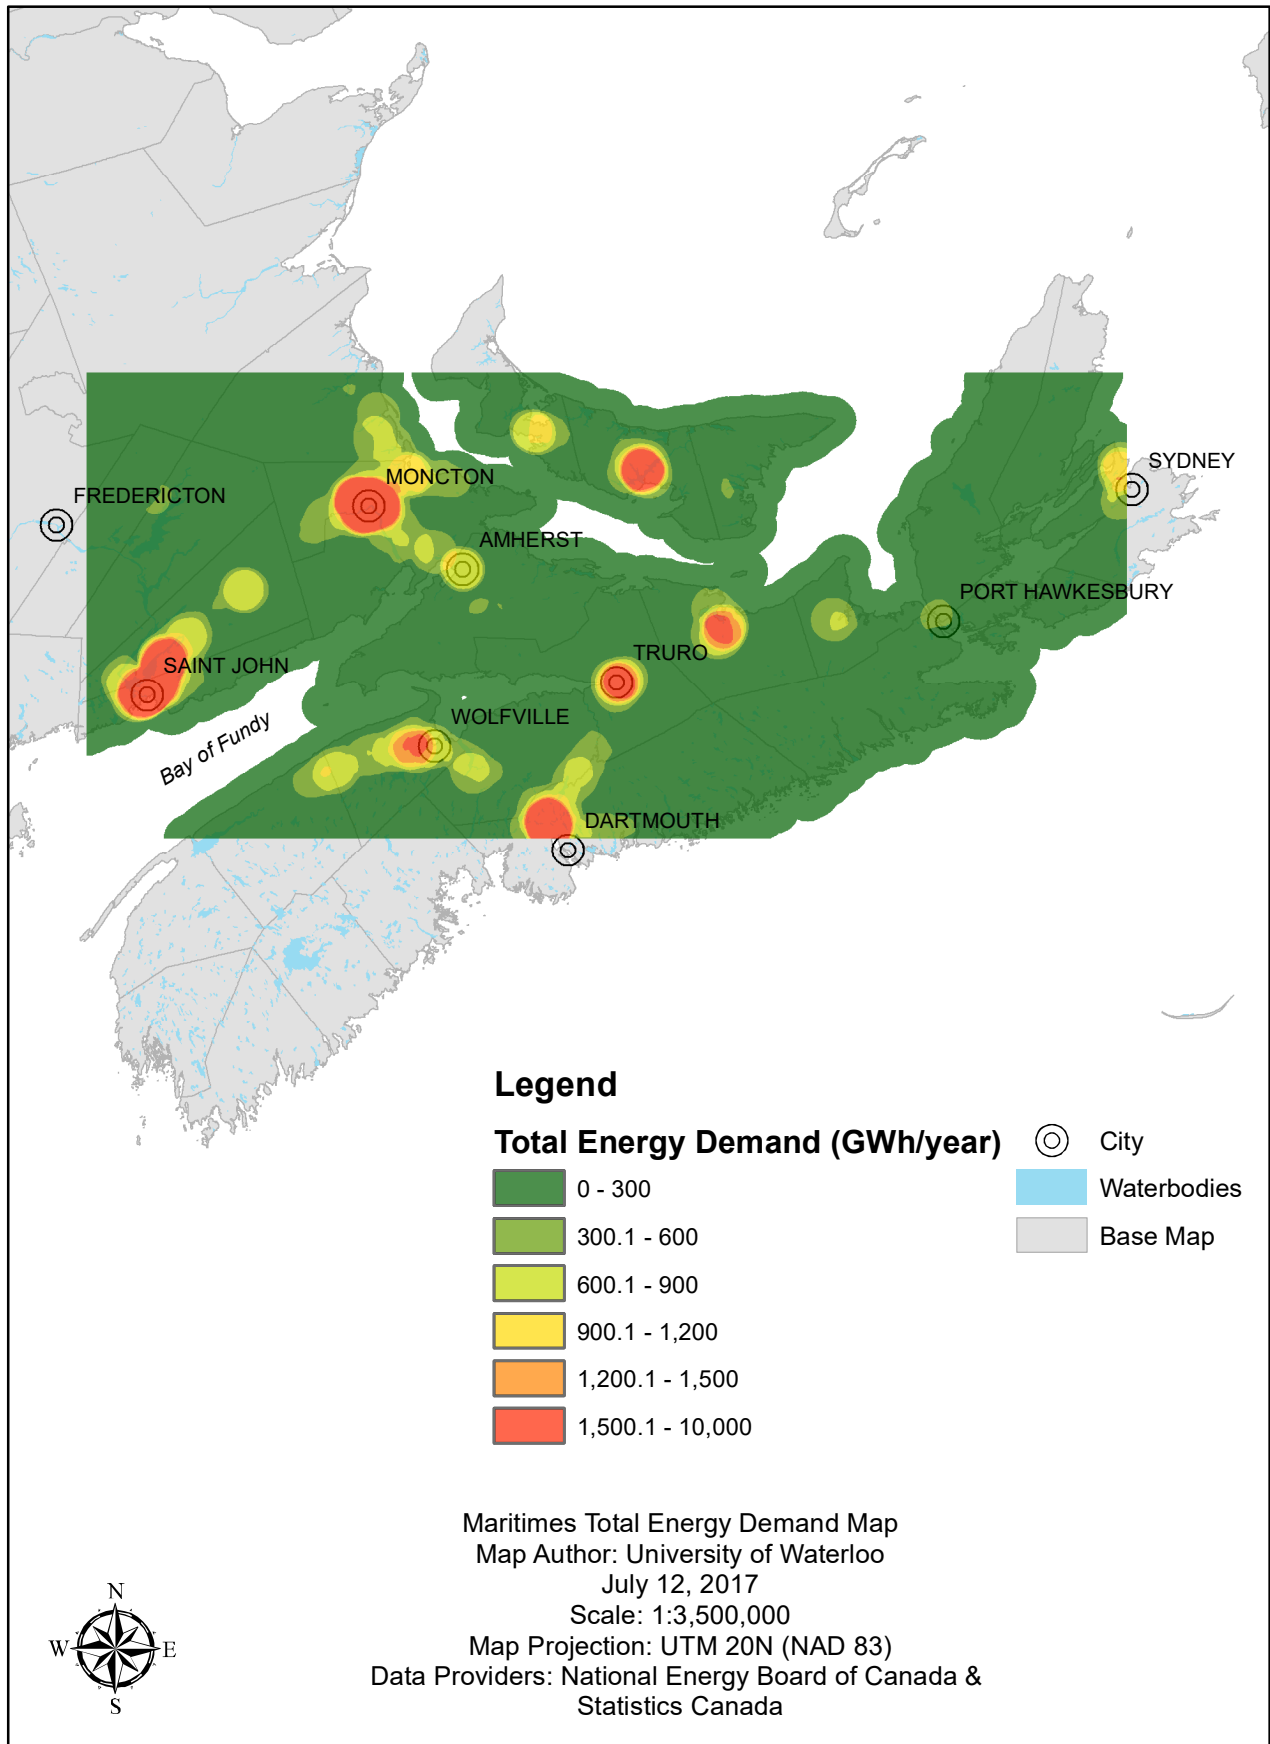 MONCTON
SYDNEY
FREDERICTON
AMHERST
PORT HAWKESBURY
TRURO
SAINT JOHN
WOLFVILLE
Bay of Fundy
DARTMOUTH
Legend
Total Energy Demand (GWh/year)
0 - 300
300.1 - 600
600.1 - 900
900.1 - 1,200
1,200.1 - 1,500
1,500.1 - 10,000
City
Waterbodies
Base Map
Maritimes Total Energy Demand Map
Map Author: University of Waterloo
July 12, 2017
Scale: 1:3,500,000
Map Projection: UTM 20N (NAD 83)
Data Providers: National Energy Board of Canada &
Statistics Canada
N
W E
S